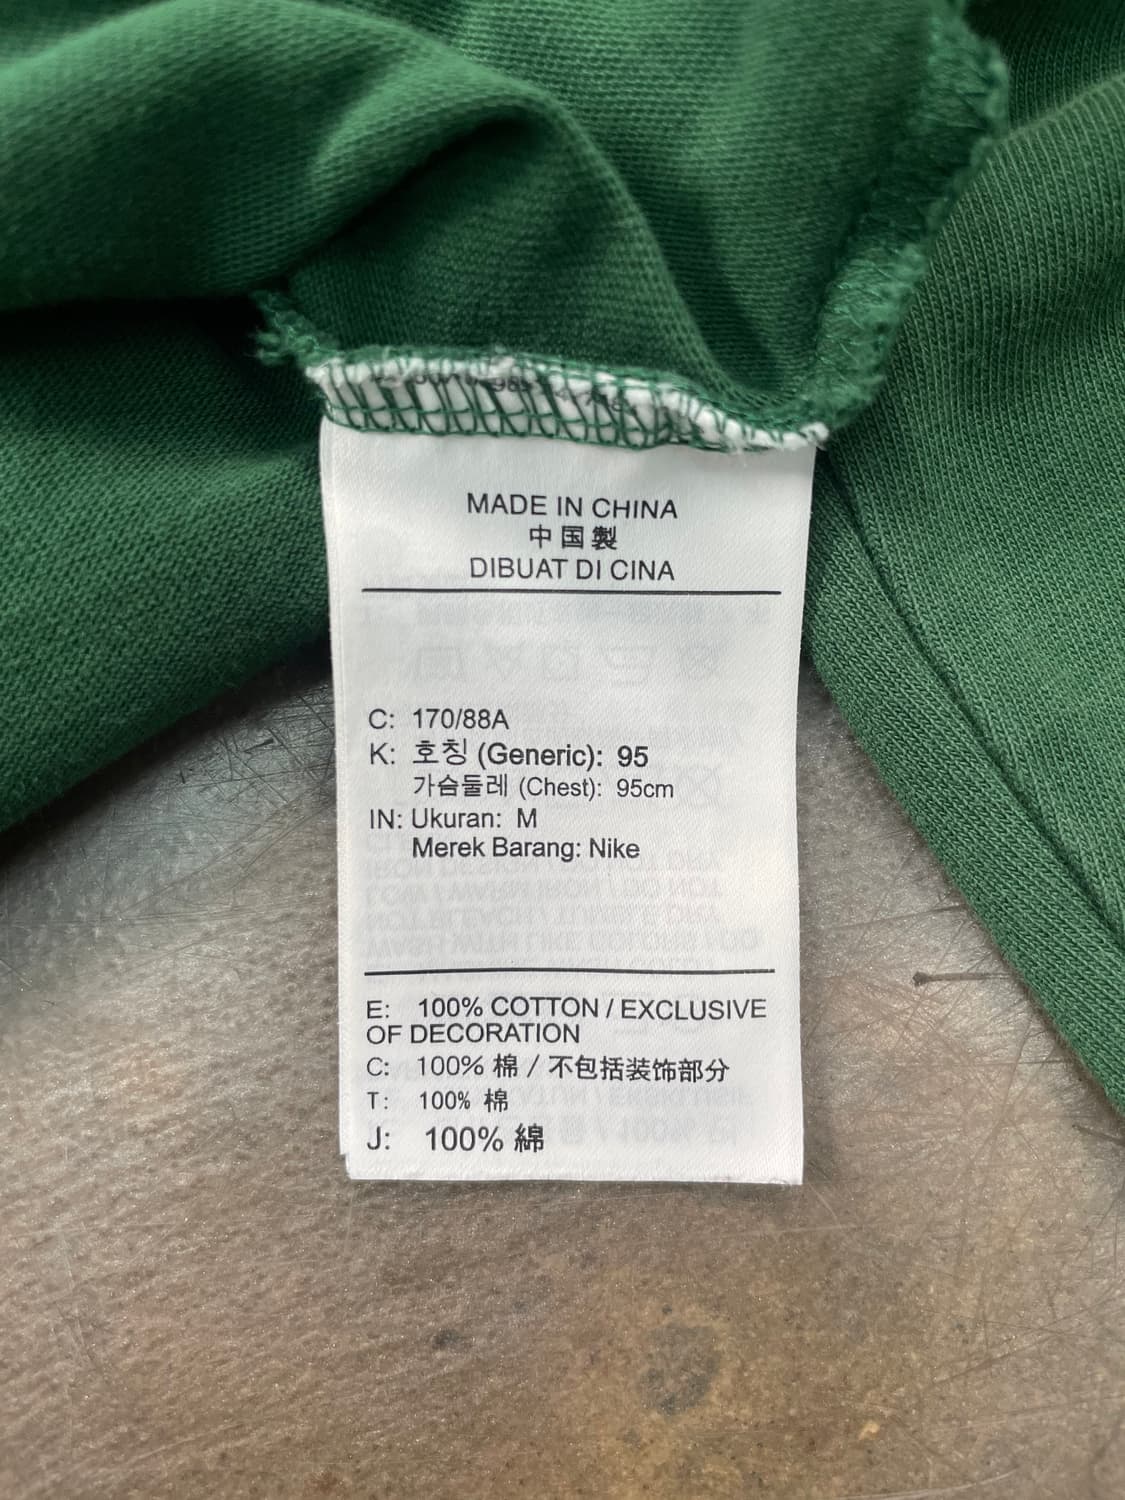 MADE IN CHINA
中国製
DIBUAT DI CINA
C: 170/88A
K: 호칭 (Generic): 95
가슴둘레 (Chest): 95cm
IN: Ukuran: M
Merek Barang: Nike
E: 100% COTTON / EXCLUSIVE
OF DECORATION
C: 100% 棉 / 不包括装饰部分
T: 100% 棉
J: 100% 綿